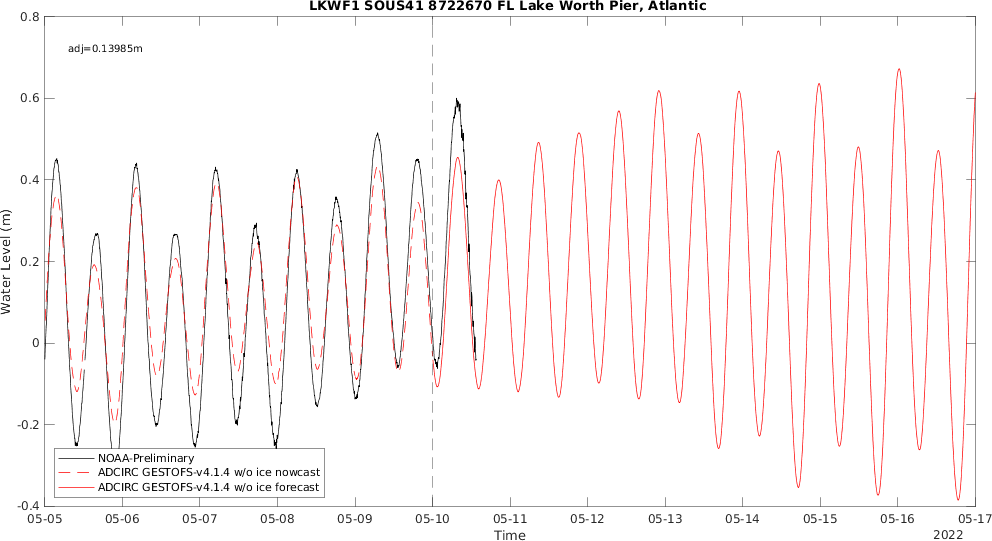 LKWF1 SOUS41 8722670 FL Lake Worth Pier, Atlantic
adj=0.13985m
0.8
0.6
0.4
0.2
0
-0.2
-0.4
Water Level (m)
NOAA-Preliminary
ADCIRC GESTOFS-v4.1.4 w/o ice nowcast
ADCIRC GESTOFS-v4.1.4 w/o ice forecast
05-05 05-06 05-07 05-08 05-09 05-10 05-11 05-12 05-13 05-14 05-15 05-16 05-17
Time
2022